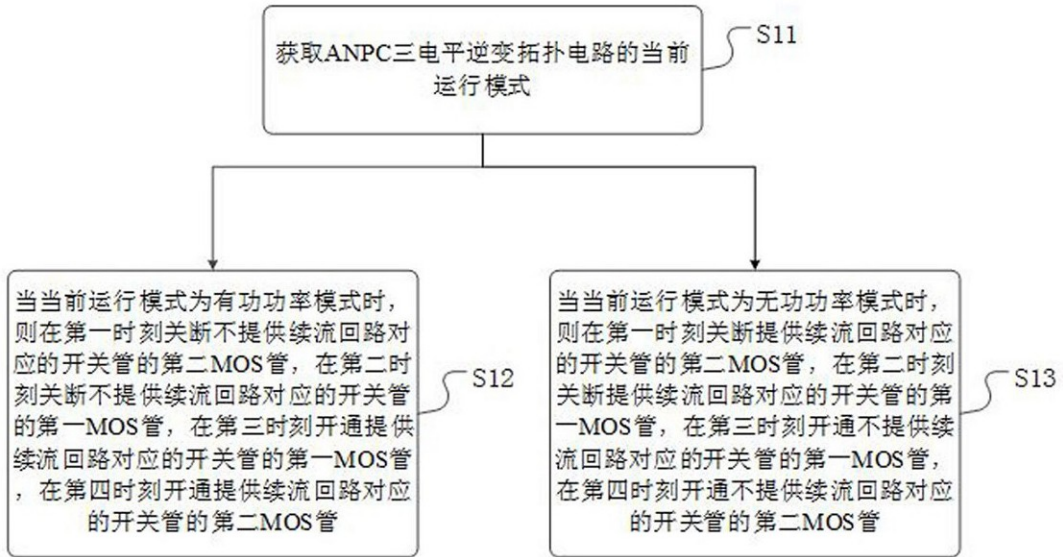 获取ANPC三电平逆变拓扑电路的当前
运行模式
S11
当当前运行模式为有功功率模式时，
则在第一时刻关断不提供续流回路对
应的开关管的第二MOS管，在第二时
刻关断不提供续流回路对应的开关管
的第一MOS管，在第三时刻开通提供
续流回路对应的开关管的第一MOS管
，在第四时刻开通提供续流回路对应
的开关管的第二MOS管
S12
当当前运行模式为无功功率模式时，
则在第一时刻关断提供续流回路对应
的开关管的第二MOS管，在第二时刻
关断提供续流回路对应的开关管的第
一MOS管，在第三时刻开通不提供续
流回路对应的开关管的第一MOS管，
在第四时刻开通不提供续流回路对应
的开关管的第二MOS管
S13